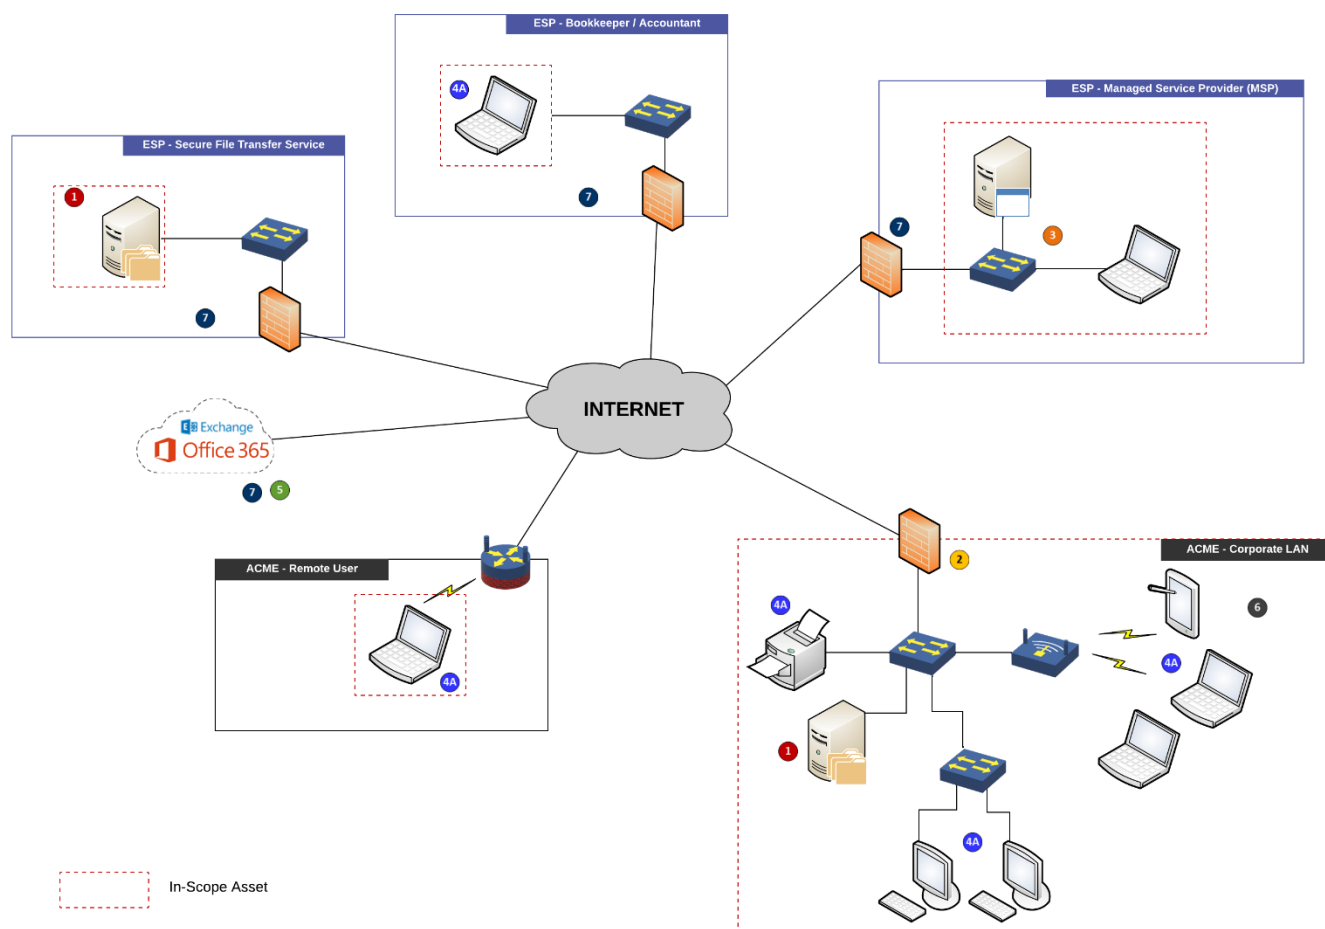 ESP - Bookkeeper / Accountant
4A
7
ESP - Managed Service Provider (MSP)
3
7
ESP - Secure File Transfer Service
1
7
INTERNET
E Exchange
Office 365
7 5
ACME - Remote User
4A
ACME - Corporate LAN
2
4A
6
4A
1
4A
In-Scope Asset